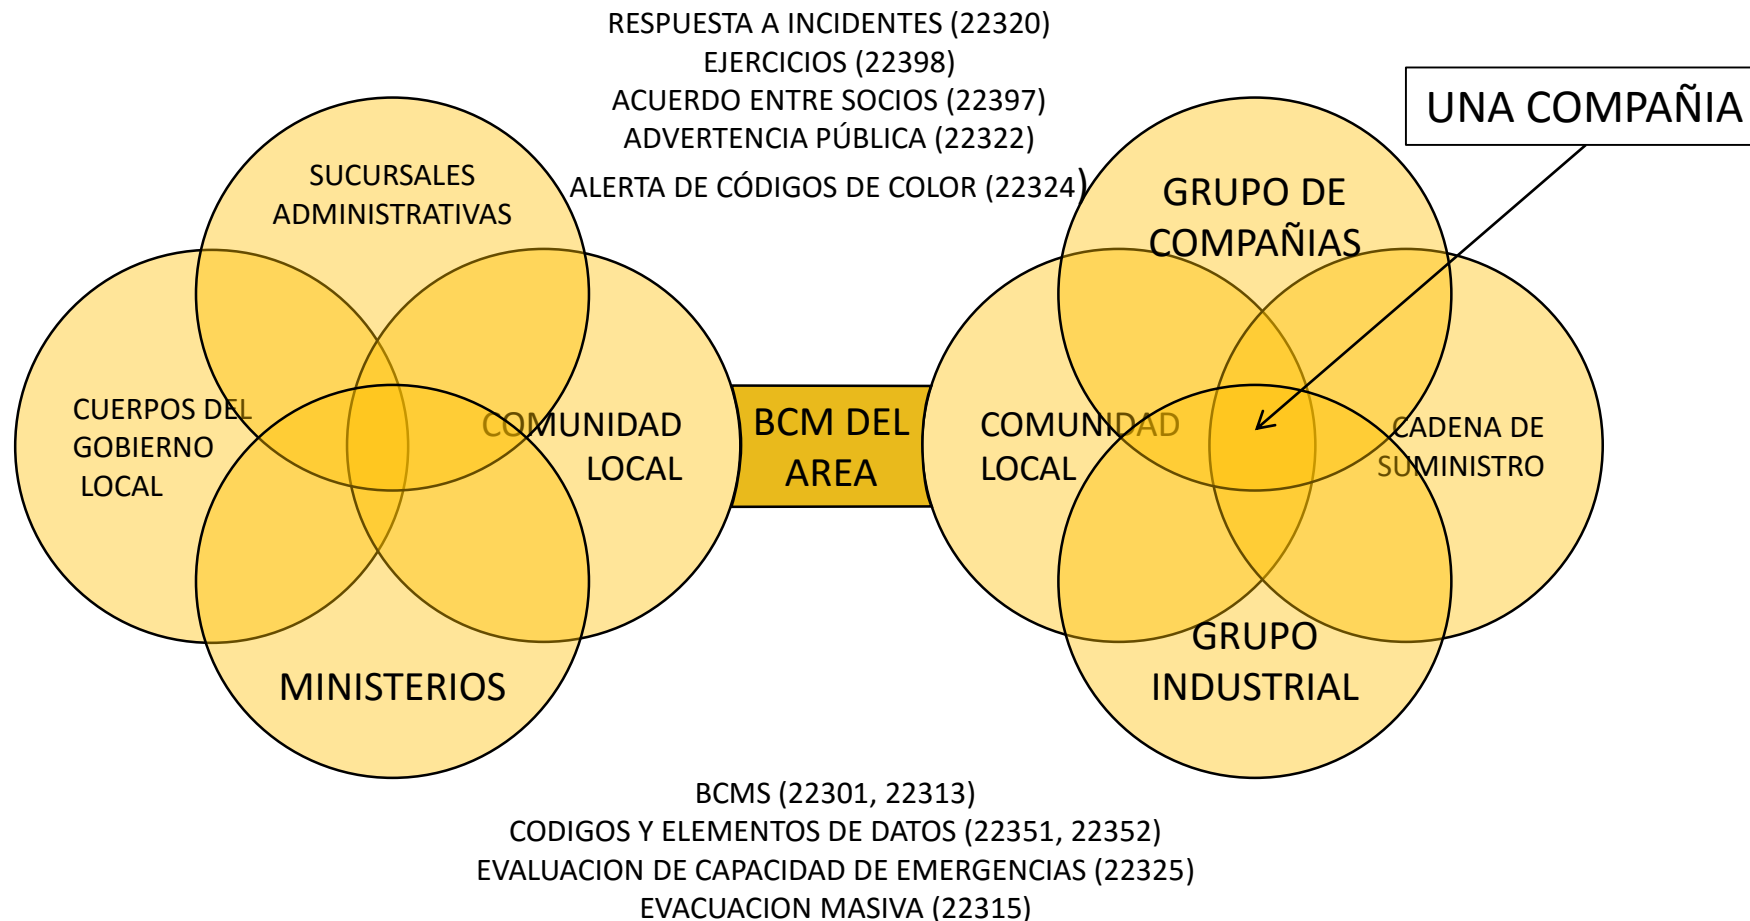 RESPUESTA A INCIDENTES (22320)
EJERCICIOS (22398)
ACUERDO ENTRE SOCIOS (22397)
ADVERTENCIA PÚBLICA (22322)
ALERTA DE CÓDIGOS DE COLOR (22324)
UNA COMPAÑIA
SUCURSALES
ADMINISTRATIVAS
CUERPOS DEL
GOBIERNO
LOCAL
COMUNIDAD
LOCAL
MINISTERIOS
BCM DEL
AREA
GRUPO DE
COMPAÑIAS
COMUNIDAD
LOCAL
CADENA DE
SUMINISTRO
GRUPO
INDUSTRIAL
BCMS (22301, 22313)
CODIGOS Y ELEMENTOS DE DATOS (22351, 22352)
EVALUACION DE CAPACIDAD DE EMERGENCIAS (22325)
EVACUACION MASIVA (22315)